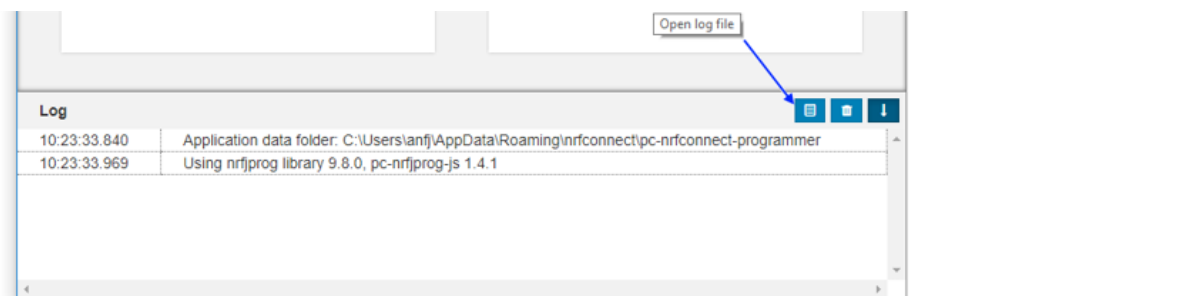 Open log file
Log
10:23:33.840 Application data folder: C:\Users\anfj\AppData\Roaming\nrfconnect\pc-nrfconnect-programmer
10:23:33.969 Using nrfjprog library 9.8.0, pc-nrfjprog-js 1.4.1